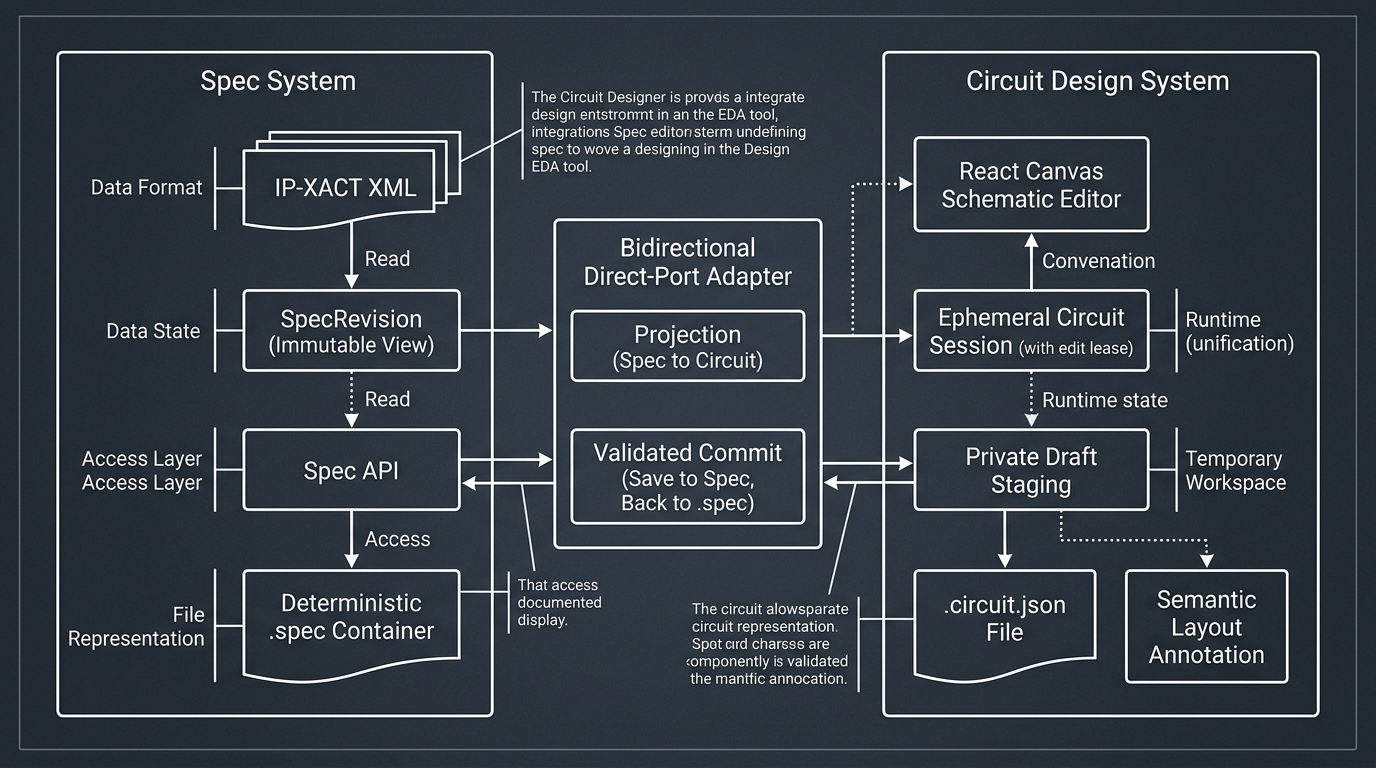 Spec System
Data Format
IP-XACT XML
Read
Data State
SpecRevision
(Immutable View)
Read
Access Layer
Access Layer
Spec API
Access
File
Representation
Deterministic
.spec Container
The Circuit Designer is provds a integrate
design in an the EDA tool,
integrations Spec undefining
spec to wove a designing in the Design
EDA tool.
Bidirectional
Direct-Port Adapter
Projection
(Spec to Circuit)
Validated Commit
(Save to Spec,
Back to .spec)
That access
documented
display.
The circuit alowsparate
circuit representation.
Spot are
is validated
the annocation.
Circuit Design System
React Canvas
Schematic Editor
Convenation
Ephemeral Circuit
Session (with edit lease)
Runtime
(unification)
Runtime state
Private Draft
Staging
Temporary
Workspace
.circuit.json
File
Semantic
Layout
Annotation